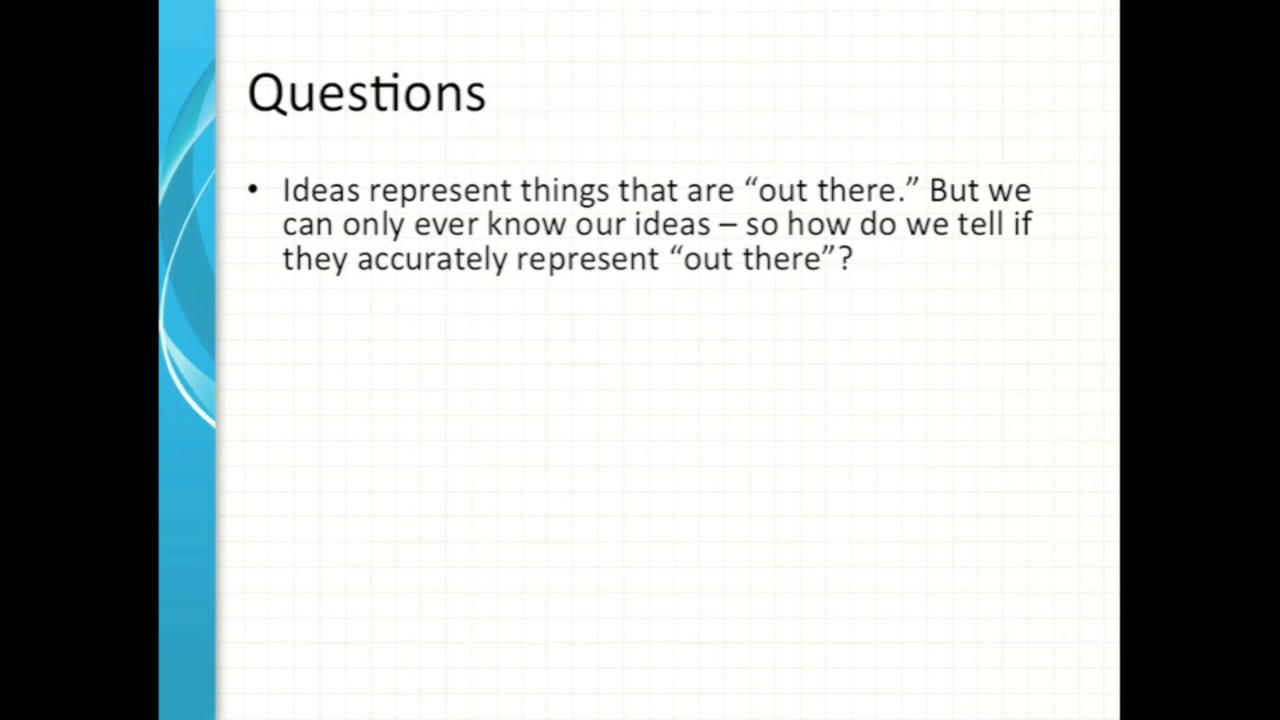 Questions
• Ideas represent things that are “out there.” But we
can only ever know our ideas – so how do we tell if
they accurately represent “out there”?